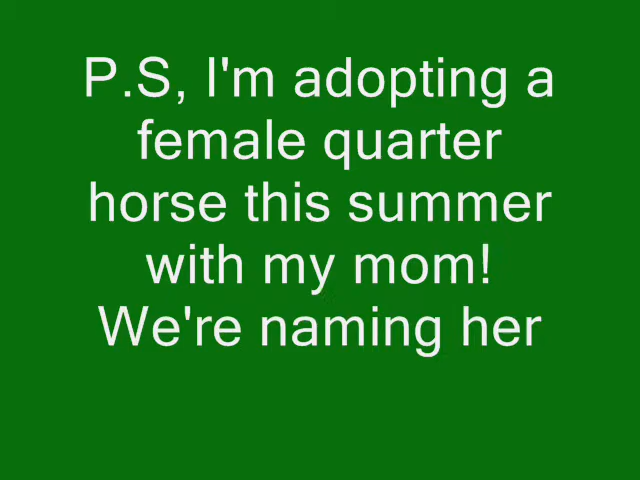 P.S, I'm adopting a
female quarter
horse this summer
with my mom!
We're naming her